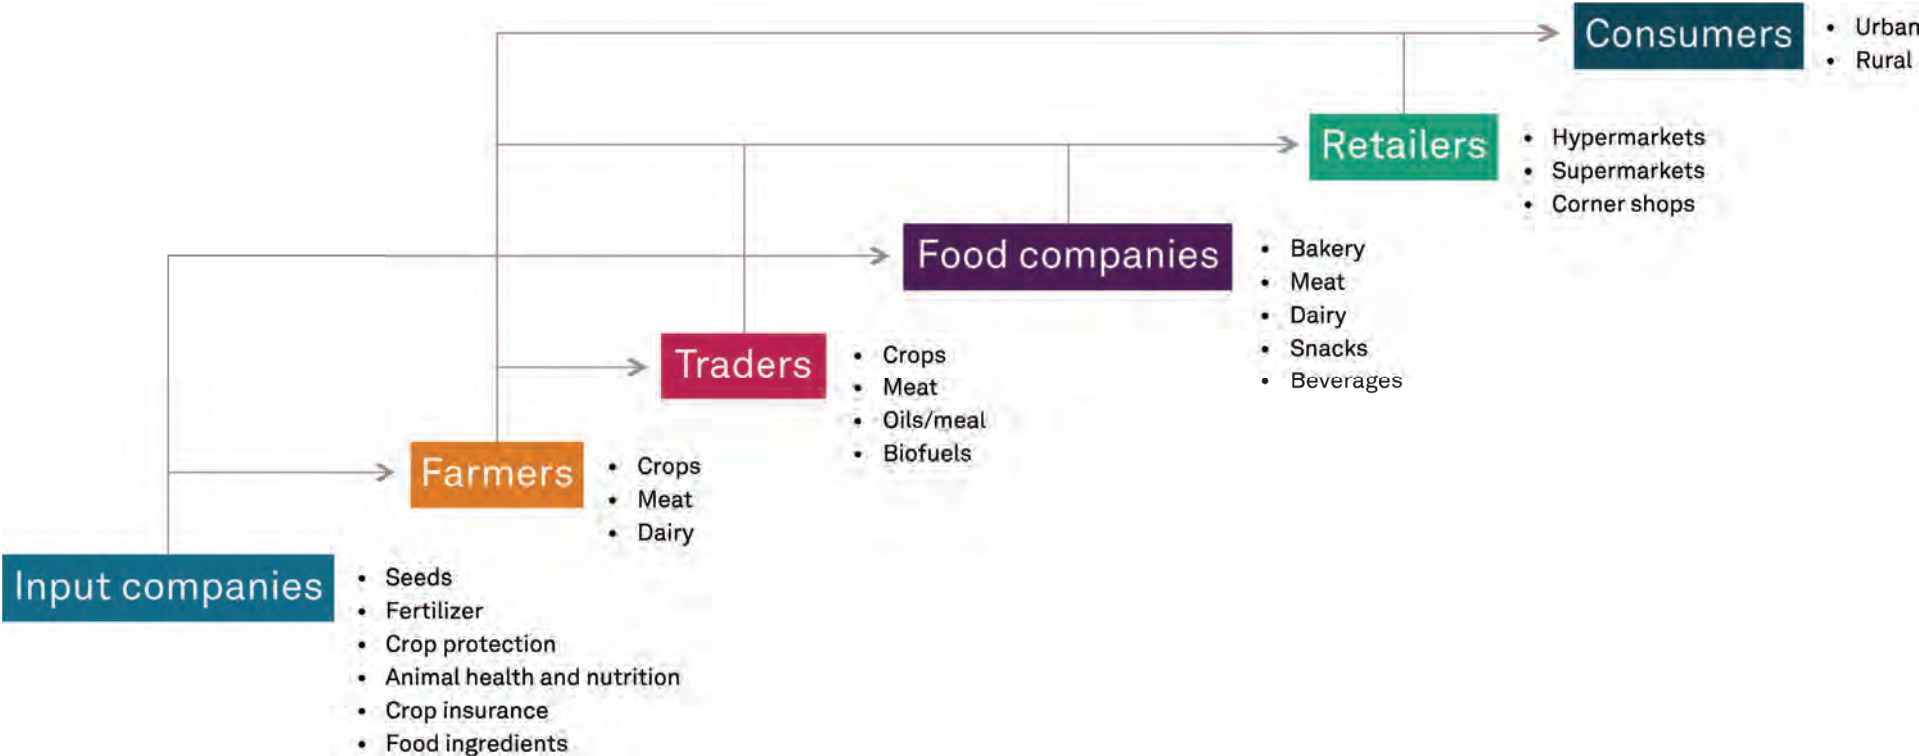 Consumers
• Urban
• Rural
Retailers
• Hypermarkets
• Supermarkets
• Corner shops
Food companies
• Bakery
• Meat
• Dairy
• Snacks
• Beverages
Traders
• Crops
• Meat
• Oils/meal
• Biofuels
Farmers
• Crops
• Meat
• Dairy
Input companies
• Seeds
• Fertilizer
• Crop protection
• Animal health and nutrition
• Crop insurance
• Food ingredients